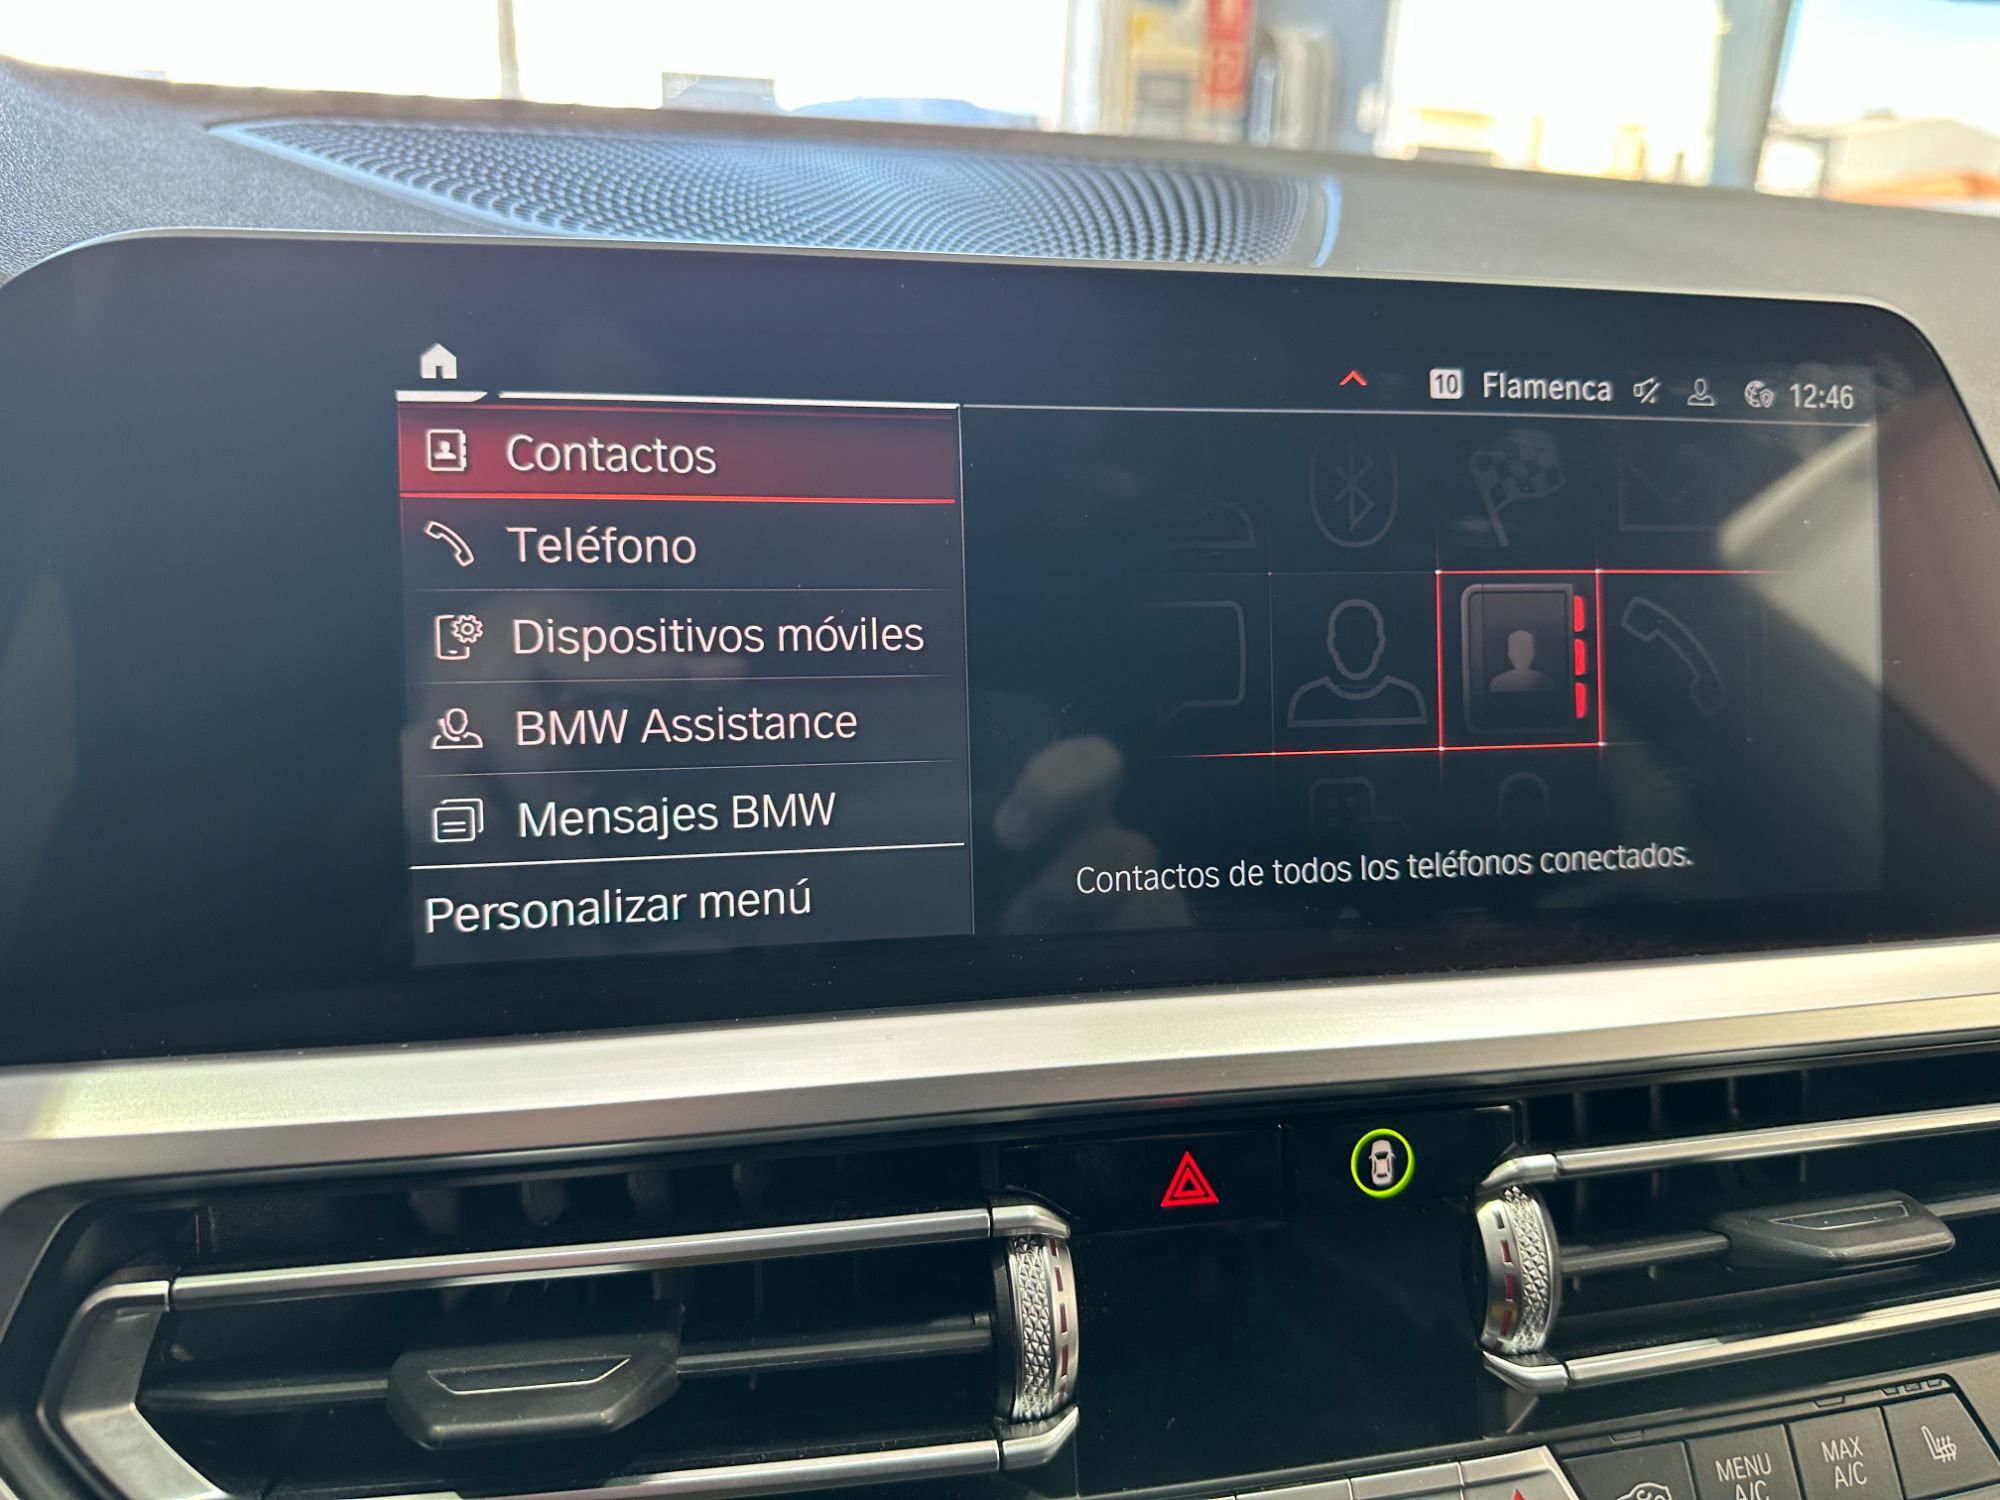 10 Flamenca 12:46
Contactos
Teléfono
Dispositivos móviles
BMW Assistance
Mensajes BMW
Personalizar menú
Contactos de todos los teléfonos conectados.
MENU
A/C
MAX
A/C